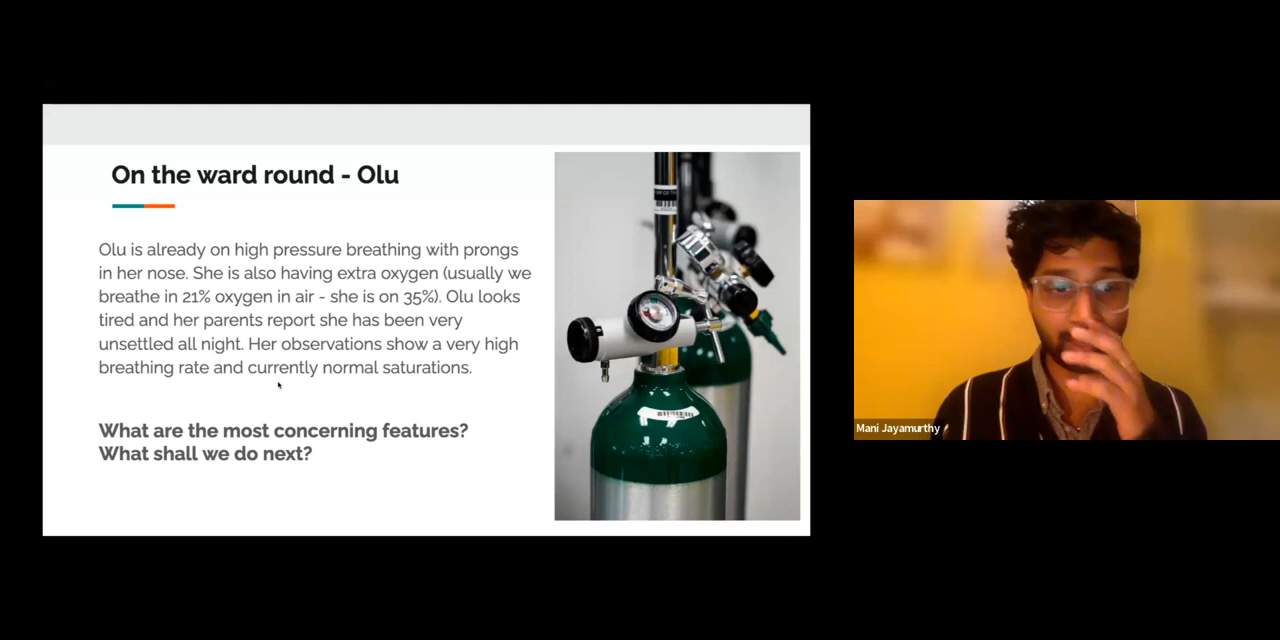 On the ward round - Olu
Olu is already on high pressure breathing with prongs
in her nose. She is also having extra oxygen (usually we
breathe in 21% oxygen in air - she is on 35%). Olu looks
tired and her parents report she has been very
unsettled all night. Her observations show a very high
breathing rate and currently normal saturations.
What are the most concerning features?
What shall we do next?
Mani Jayamurthy